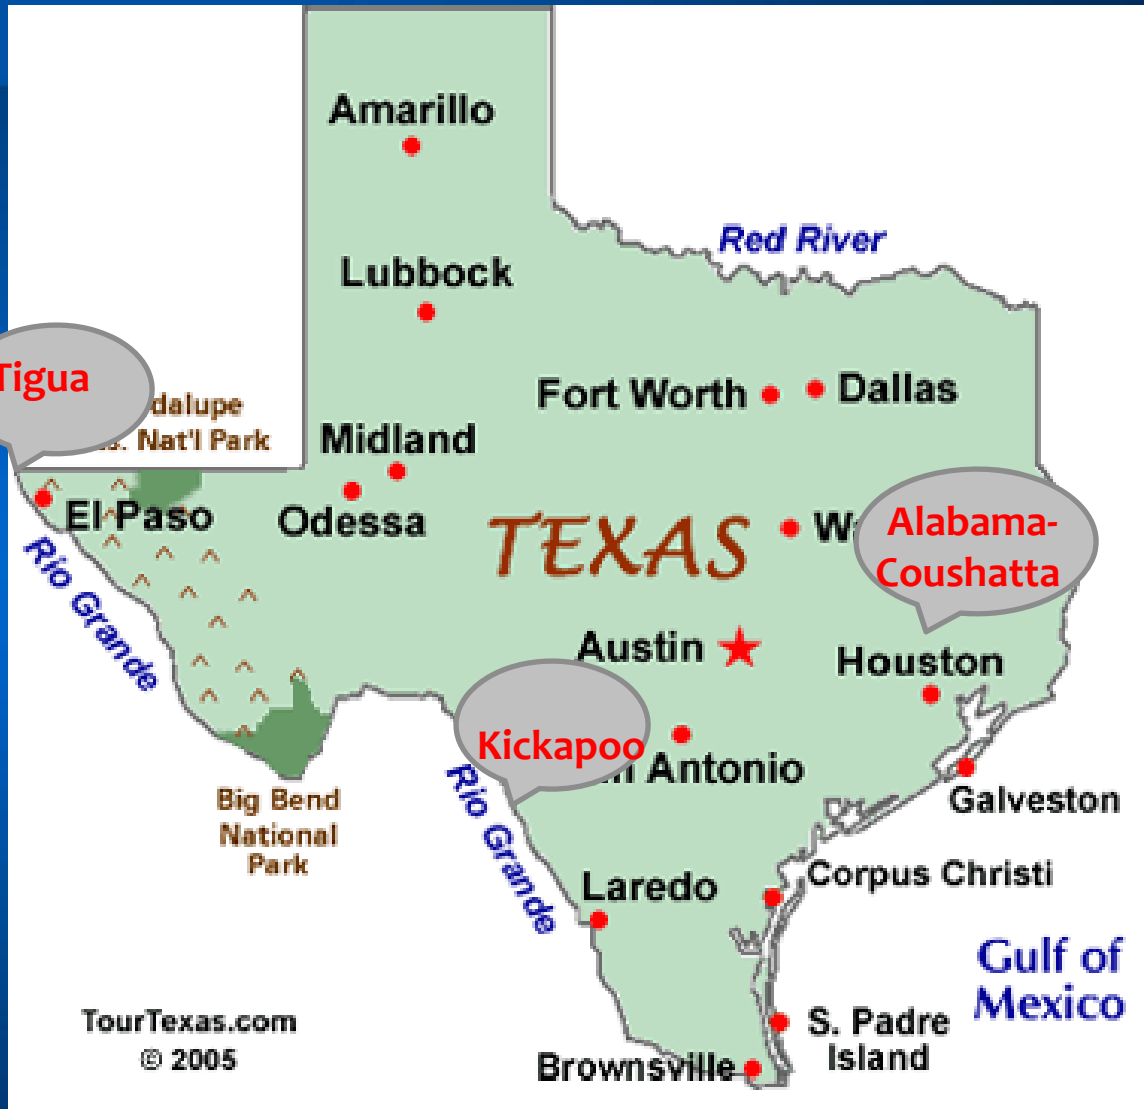 Amarillo
Red River
Lubbock
Tigua
dalupe
Nat'l Park
Fort Worth
Dallas
Midland
El Paso
Odessa
TEXAS
Alabama-
Coushatta
Rio Grande
Austin
Houston
Kickapoo
Antonio
Big Bend
National
Park
Rio Grande
Galveston
Laredo
Corpus Christi
Gulf of
Mexico
TourTexas.com
© 2005
S. Padre
Island
Brownsville